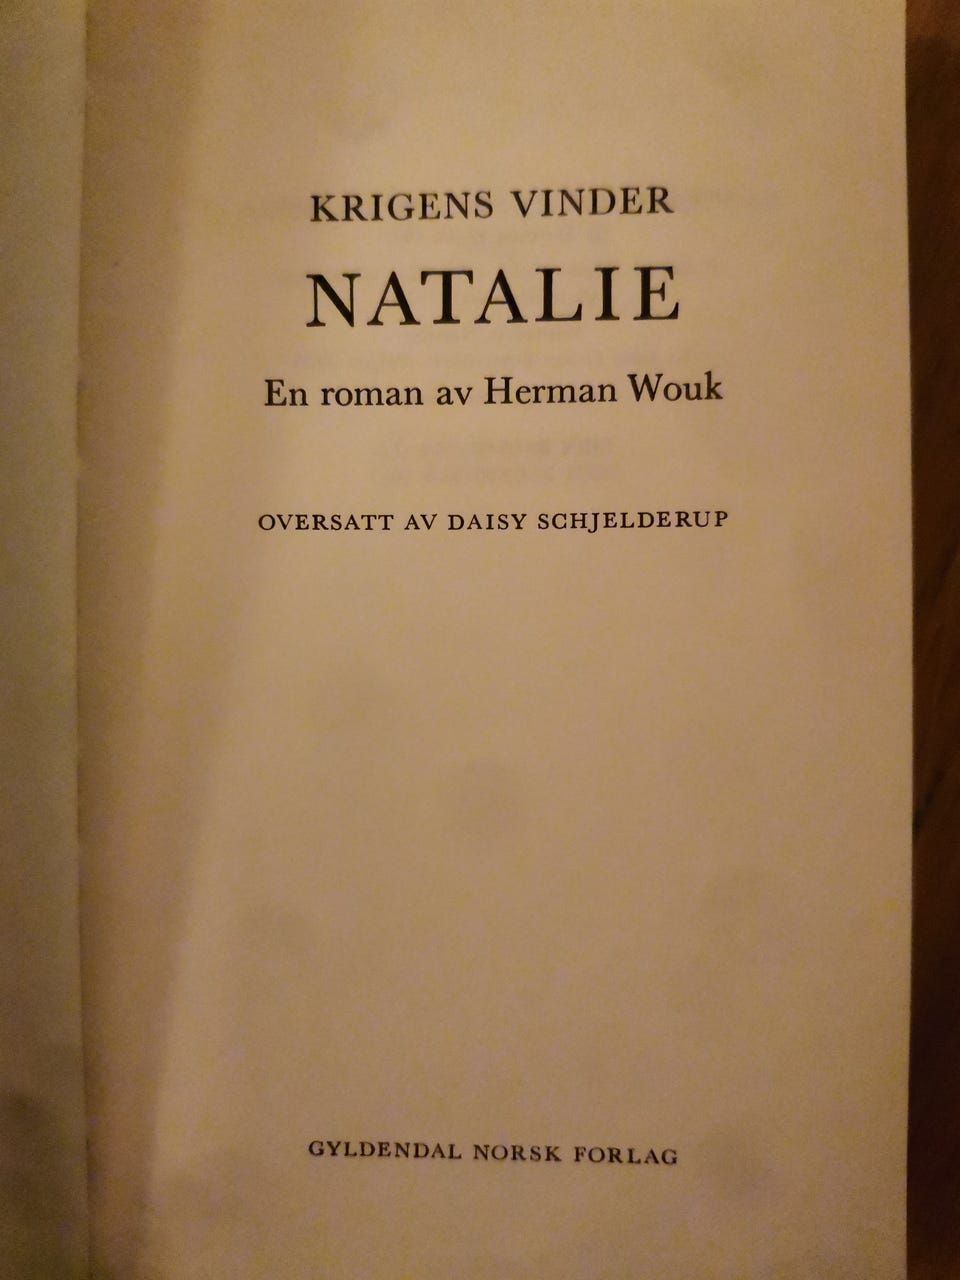 KRIGENS VINDER
NATALIE
En roman av Herman Wouk
OVERSATT AV DAISY SCHJELDERUP
GYLDENDAL NORSK FORLAG